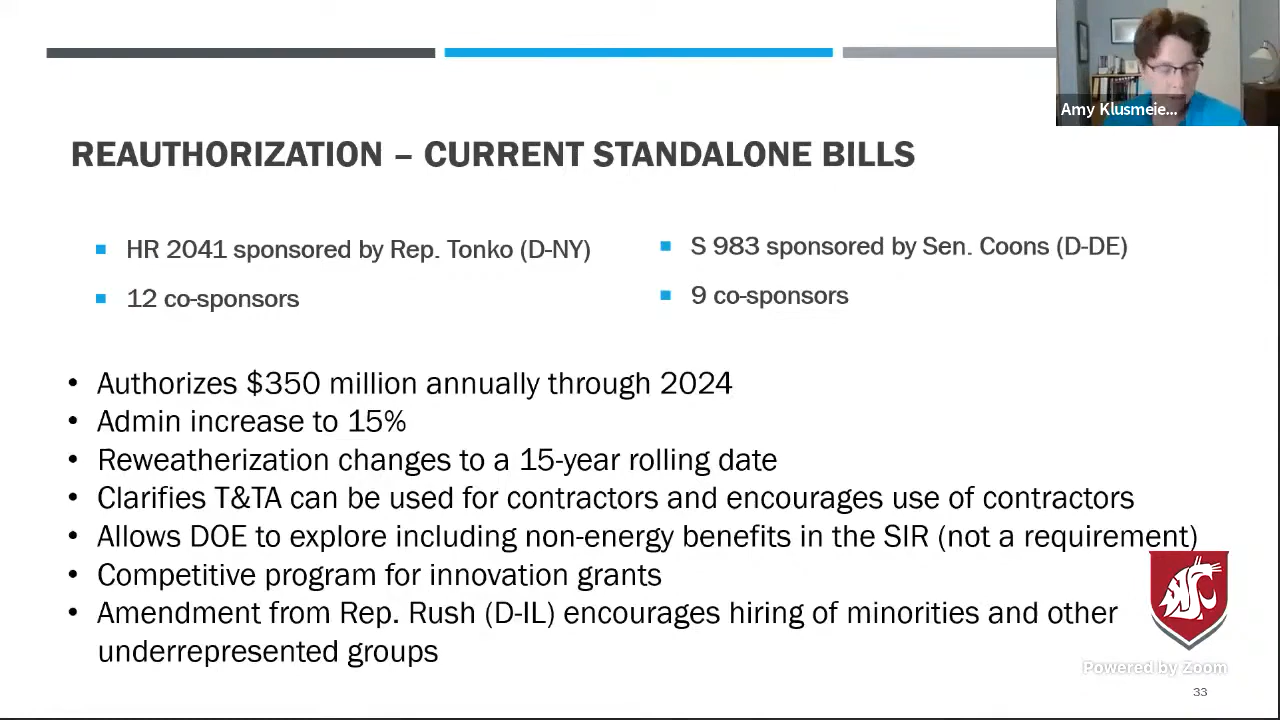 Amy Klusmeie...
REAUTHORIZATION – CURRENT STANDALONE BILLS
HR 2041 sponsored by Rep. Tonko (D-NY)
12 co-sponsors
S 983 sponsored by Sen. Coons (D-DE)
9 co-sponsors
• Authorizes $350 million annually through 2024
• Admin increase to 15%
• Reweatherization changes to a 15-year rolling date
• Clarifies T&TA can be used for contractors and encourages use of contractors
• Allows DOE to explore including non-energy benefits in the SIR (not a requirement)
• Competitive program for innovation grants
• Amendment from Rep. Rush (D-IL) encourages hiring of minorities and other
underrepresented groups
Powered by Zoom
33